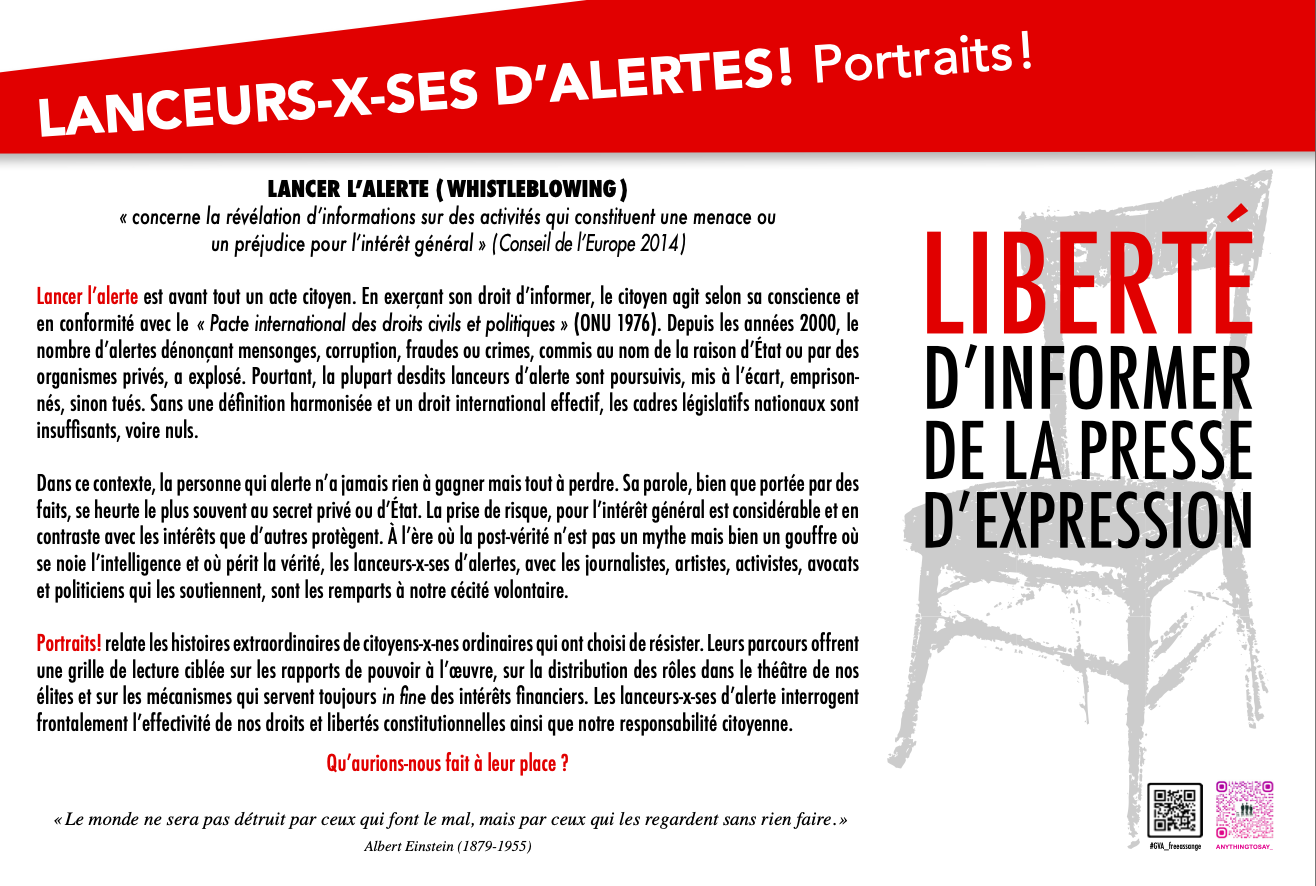 LANCEURS-X-SES D’ALERTES! Portraits!
LANCER L’ALERTE (WHISTLEBLOWING)
« concerne la révélation d’informations sur des activités qui constituent une menace ou
un préjudice pour l’intérêt général » (Conseil de l’Europe 2014)
Lancer l’alerte est avant tout un acte citoyen. En exerçant son droit d’informer, le citoyen agit selon sa conscience et
en conformité avec le « Pacte international des droits civils et politiques » (ONU 1976). Depuis les années 2000, le
nombre d’alertes dénonçant mensonges, corruption, fraudes ou crimes, commis au nom de la raison d’État ou par des
organismes privés, a explosé. Pourtant, la plupart desdits lanceurs d’alerte sont poursuivis, mis à l’écart, emprison-
nés, sinon tués. Sans une définition harmonisée et un droit international effectif, les cadres législatifs nationaux sont
insuffisants, voire nuls.
Dans ce contexte, la personne qui alerte n’a jamais rien à gagner mais tout à perdre. Sa parole, bien que portée par des
faits, se heurte le plus souvent au secret privé ou d’État. La prise de risque, pour l’intérêt général est considérable et en
contraste avec les intérêts que d’autres protègent. À l’ère où la post-vérité n’est pas un mythe mais bien un gouffre où
se noie l’intelligence et où périt la vérité, les lanceurs-x-ses d’alertes, avec les journalistes, artistes, activistes, avocats
et politiciens qui les soutiennent, sont les remparts à notre cécité volontaire.
Portraits! relate les histoires extraordinaires de citoyens-x-nes ordinaires qui ont choisi de résister. Leurs parcours offrent
une grille de lecture ciblée sur les rapports de pouvoir à l’œuvre, sur la distribution des rôles dans le théâtre de nos
élites et sur les mécanismes qui servent toujours in fine des intérêts financiers. Les lanceurs-x-ses d’alerte interrogent
frontalement l’effectivité de nos droits et libertés constitutionnelles ainsi que notre responsabilité citoyenne.
Qu’aurions-nous fait à leur place ?
« Le monde ne sera pas détruit par ceux qui font le mal, mais par ceux qui les regardent sans rien faire. »
Albert Einstein (1879-1955)
LIBERTÉ
D’INFORMER
DE LA PRESSE
D’EXPRESSION
#GVA_freeassange
ANYTHINGTOSAY_